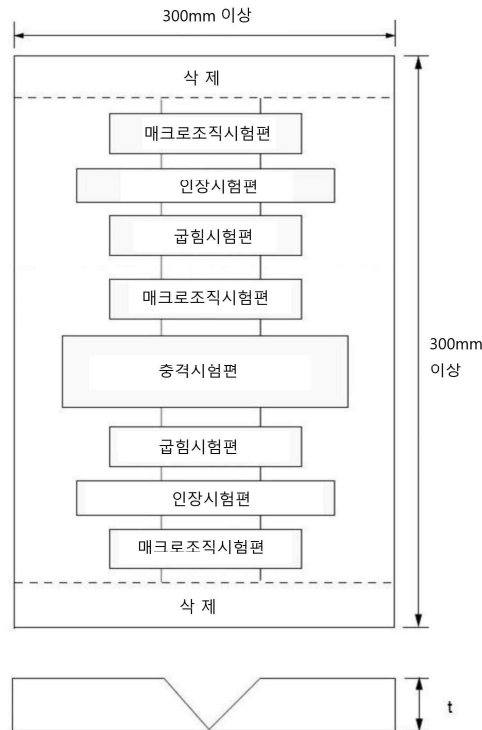 300mm 이상
삭 제
매크로조직시험편
인장시험편
굽힘시험편
매크로조직시험편
충격시험편
300mm
이상
굽힘시험편
인장시험편
매크로조직시험편
삭 제
t